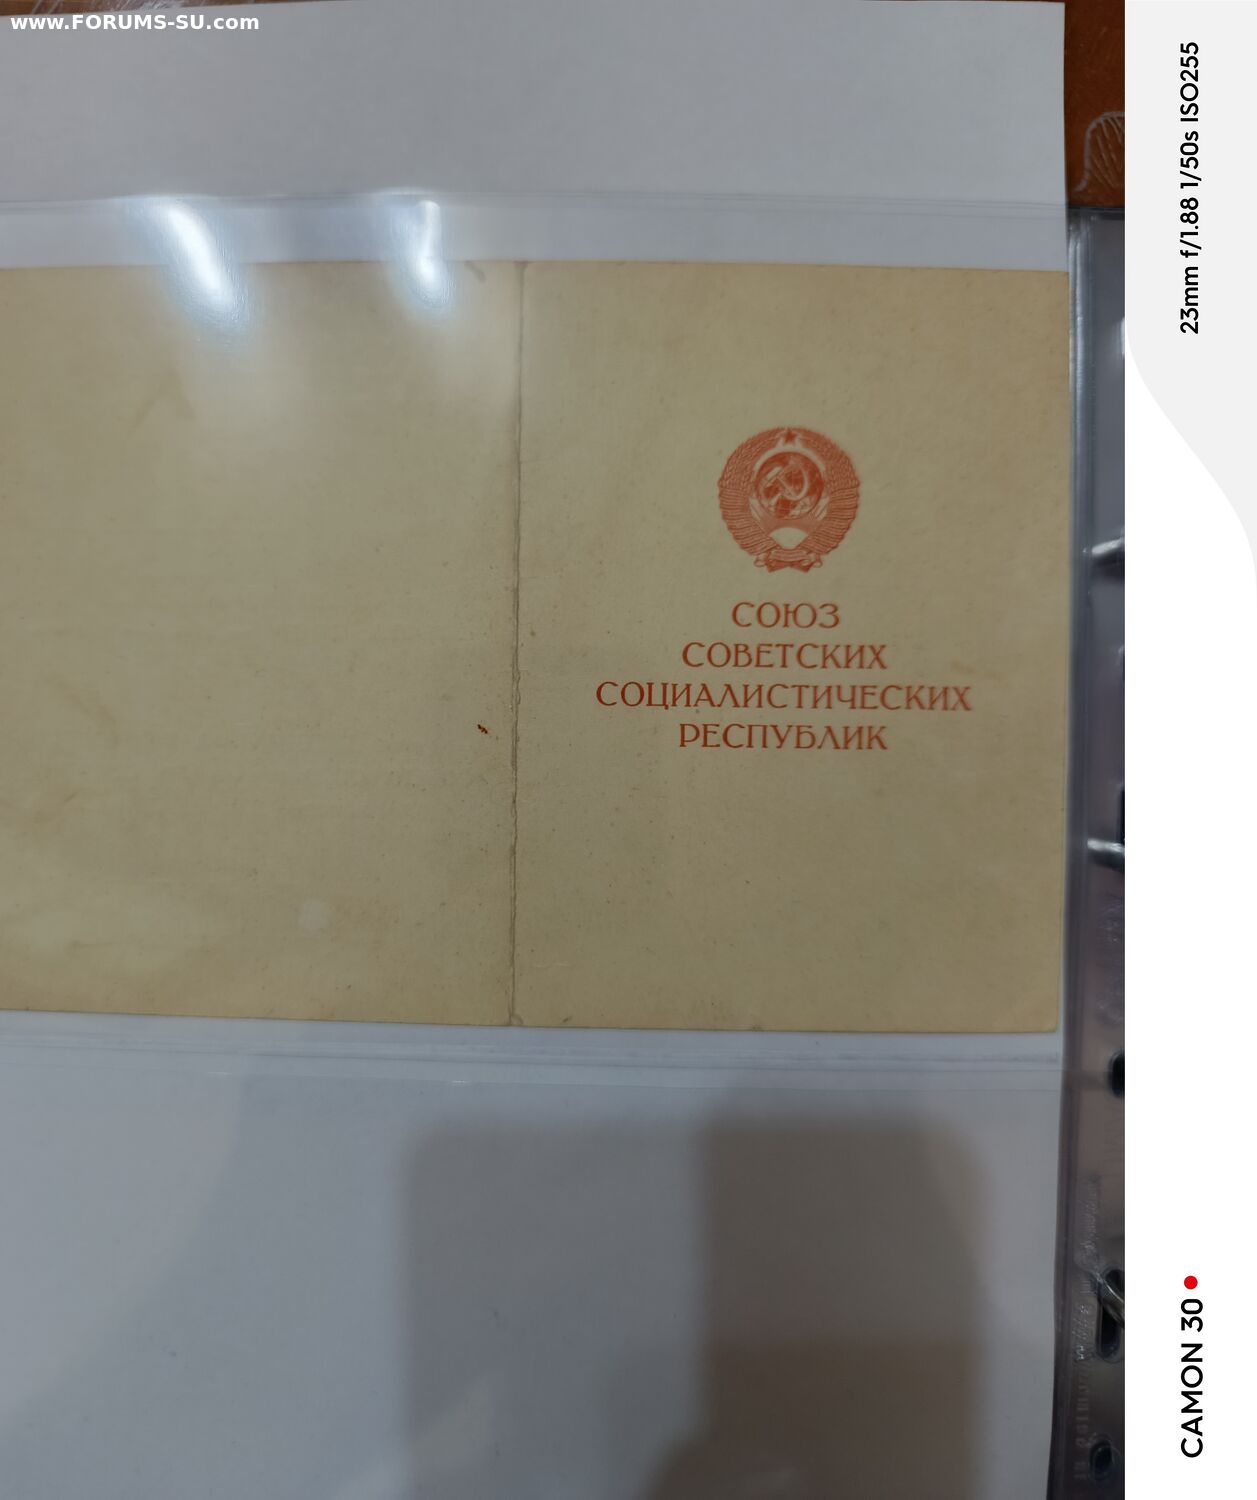 www.FORUMS-SU.com
СОЮЗ
СОВЕТСКИХ
СОЦИАЛИСТИЧЕСКИХ
РЕСПУБЛИК
23mm f/1.88 1/50s ISO255
CAMON 30